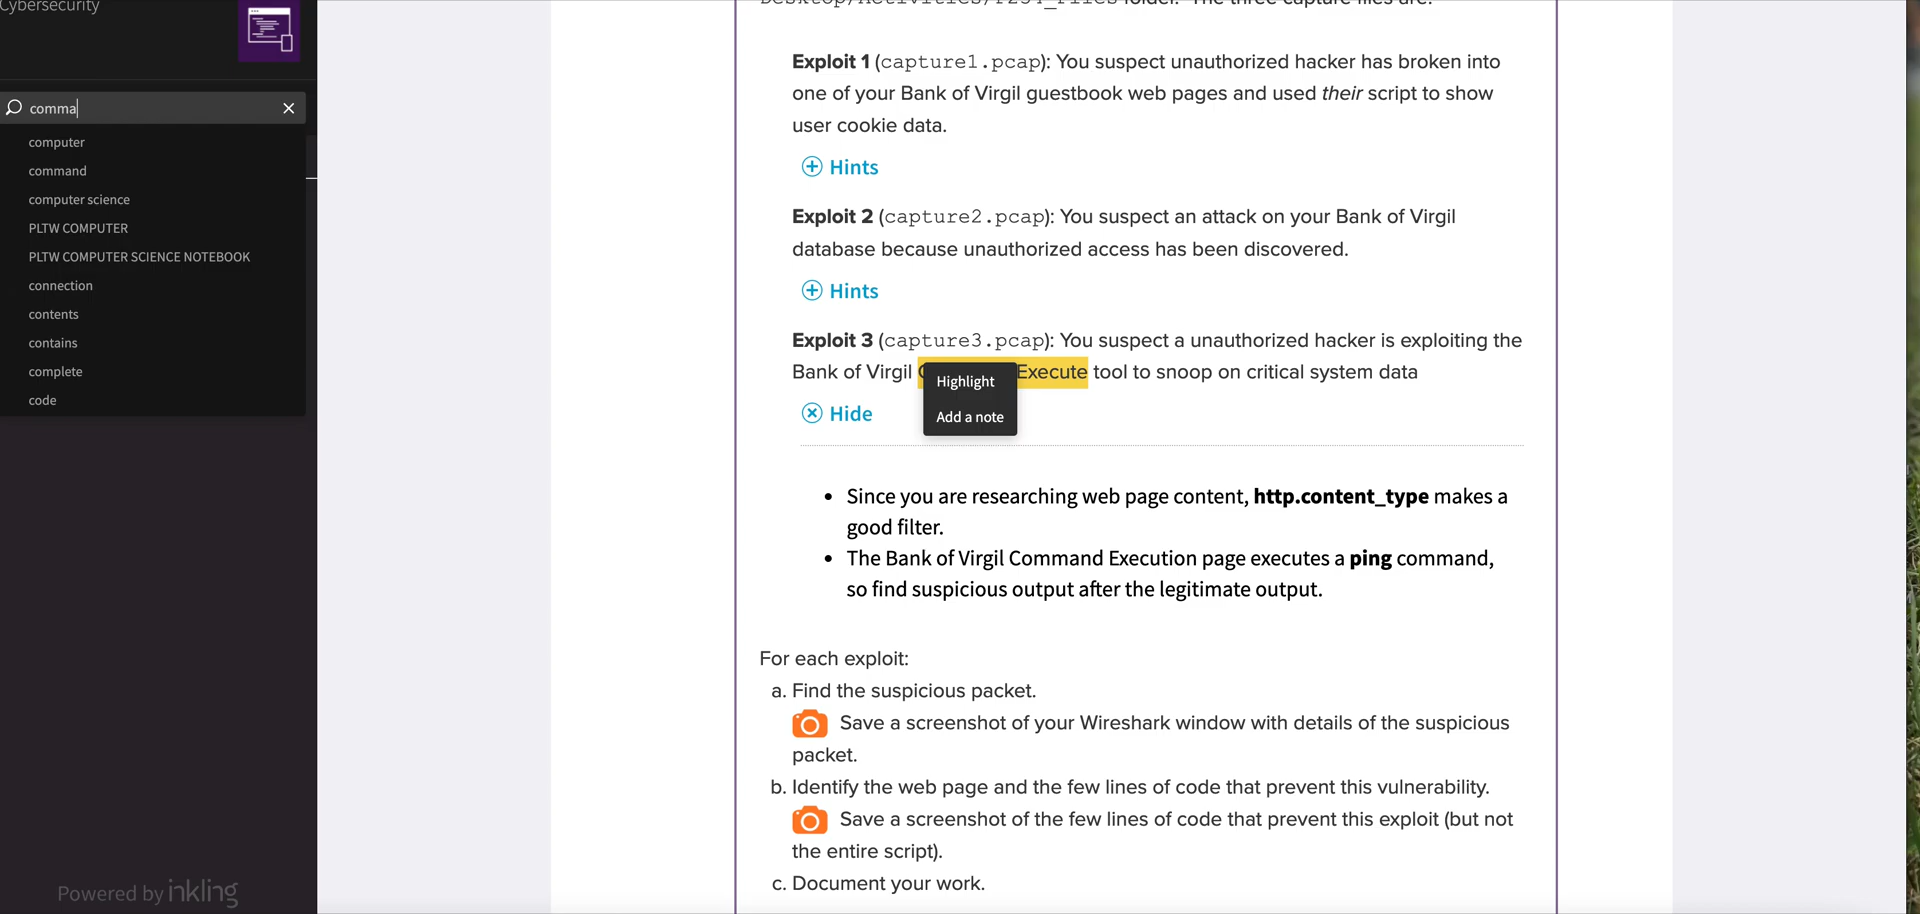 Cybersecurity
comma
computer
command
computer science
PLTW COMPUTER
PLTW COMPUTER SCIENCE NOTEBOOK
connection
contents
contains
complete
code
Powered by inkling
folder. The three capture files are:
Exploit 1 (capture1.pcap): You suspect unauthorized hacker has broken into
one of your Bank of Virgil guestbook web pages and used their script to show
user cookie data.
Hints
Exploit 2 (capture2.pcap): You suspect an attack on your Bank of Virgil
database because unauthorized access has been discovered.
Hints
Exploit 3 (capture3.pcap): You suspect a unauthorized hacker is exploiting the
Bank of Virgil Execute tool to snoop on critical system data
Highlight
Add a note
Hide
• Since you are researching web page content, http.content_type makes a
good filter.
• The Bank of Virgil Command Execution page executes a ping command,
so find suspicious output after the legitimate output.
For each exploit:
a. Find the suspicious packet.
Save a screenshot of your Wireshark window with details of the suspicious
packet.
b. Identify the web page and the few lines of code that prevent this vulnerability.
Save a screenshot of the few lines of code that prevent this exploit (but not
the entire script).
c. Document your work.